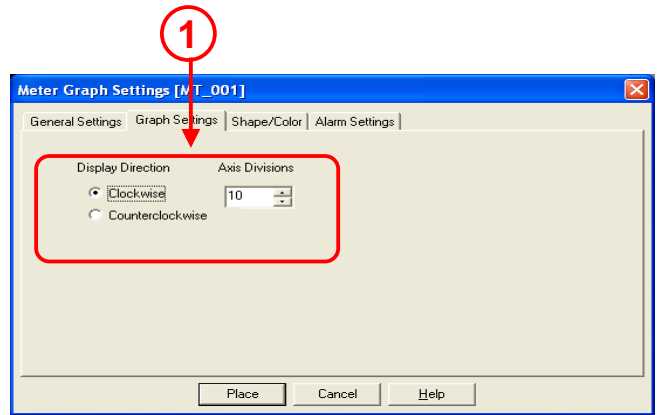 1
Meter Graph Settings [MT_001]
General Settings Graph Settings Shape/Color Alarm Settings
Display Direction Axis Divisions
Clockwise 10
Counterclockwise
Place Cancel Help